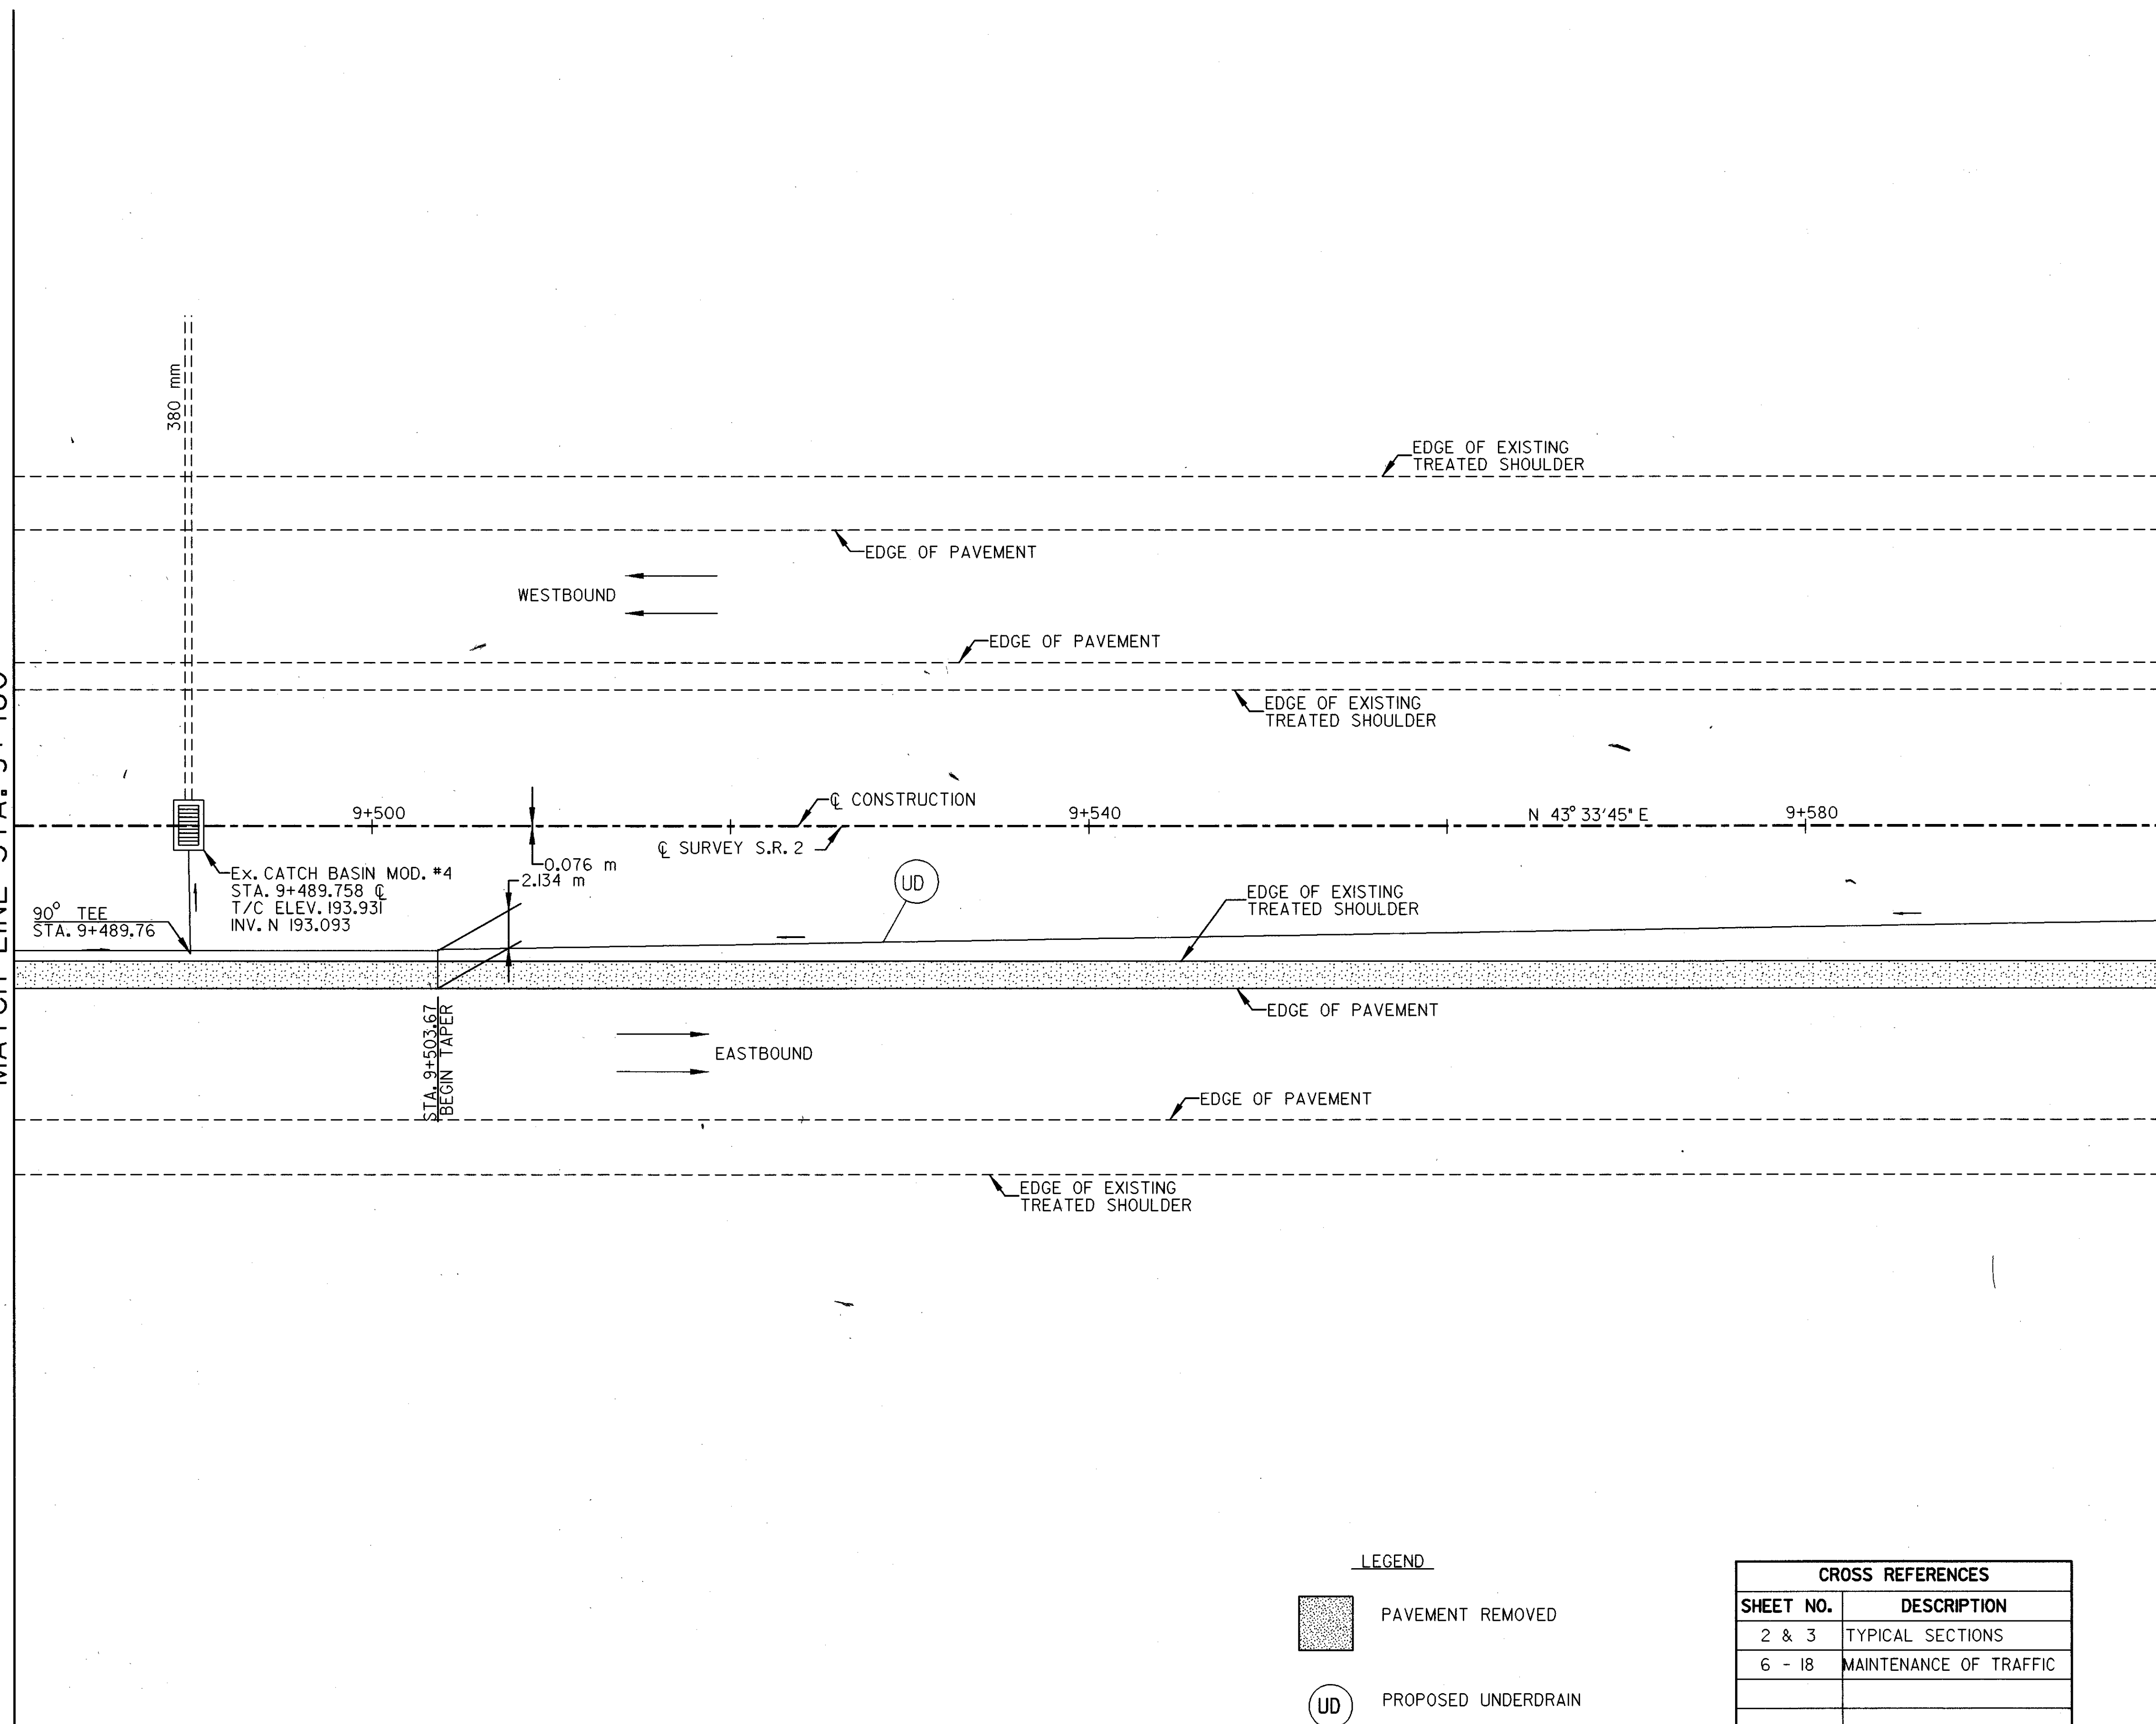 380 mm
EDGE OF EXISTING
TREATED SHOULDER
EDGE OF PAVEMENT
WESTBOUND
EDGE OF PAVEMENT
EDGE OF EXISTING
TREATED SHOULDER
9+500
℄ CONSTRUCTION
9+540
N 43° 33'45" E
9+580
℄ SURVEY S.R. 2
0.076 m
2.134 m
Ex. CATCH BASIN MOD. #4
STA. 9+489.758 ℄
T/C ELEV. 193.931
INV. N 193.093
90° TEE
STA. 9+489.76
UD
EDGE OF EXISTING
TREATED SHOULDER
EDGE OF PAVEMENT
STA. 9+503.67
BEGIN TAPER
EASTBOUND
EDGE OF PAVEMENT
EDGE OF EXISTING
TREATED SHOULDER
MATCH LINE STA.
LEGEND
PAVEMENT REMOVED
UD PROPOSED UNDERDRAIN
CROSS REFERENCES
SHEET NO. DESCRIPTION
2 & 3 TYPICAL SECTIONS
6 - 18 MAINTENANCE OF TRAFFIC